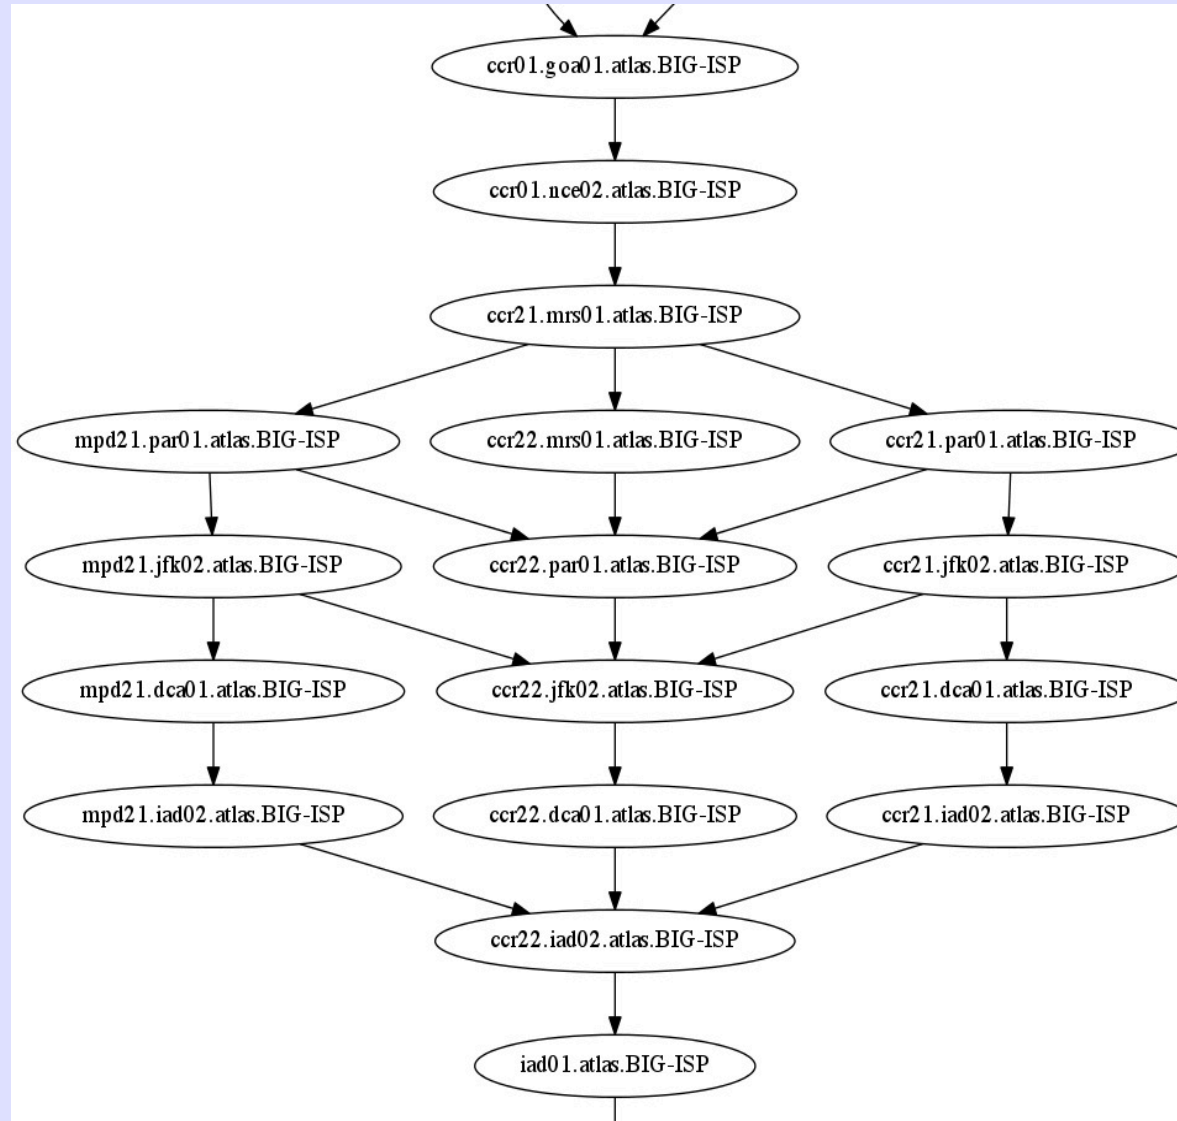 ccr01.goa01.atlas.BIG-ISP
ccr01.nce02.atlas.BIG-ISP
ccr21.mrs01.atlas.BIG-ISP
mpd21.par01.atlas.BIG-ISP
ccr22.mrs01.atlas.BIG-ISP
ccr21.par01.atlas.BIG-ISP
mpd21.jfk02.atlas.BIG-ISP
ccr22.par01.atlas.BIG-ISP
ccr21.jfk02.atlas.BIG-ISP
mpd21.dca01.atlas.BIG-ISP
ccr22.jfk02.atlas.BIG-ISP
ccr21.dca01.atlas.BIG-ISP
mpd21.iad02.atlas.BIG-ISP
ccr22.dca01.atlas.BIG-ISP
ccr21.iad02.atlas.BIG-ISP
ccr22.iad02.atlas.BIG-ISP
iad01.atlas.BIG-ISP